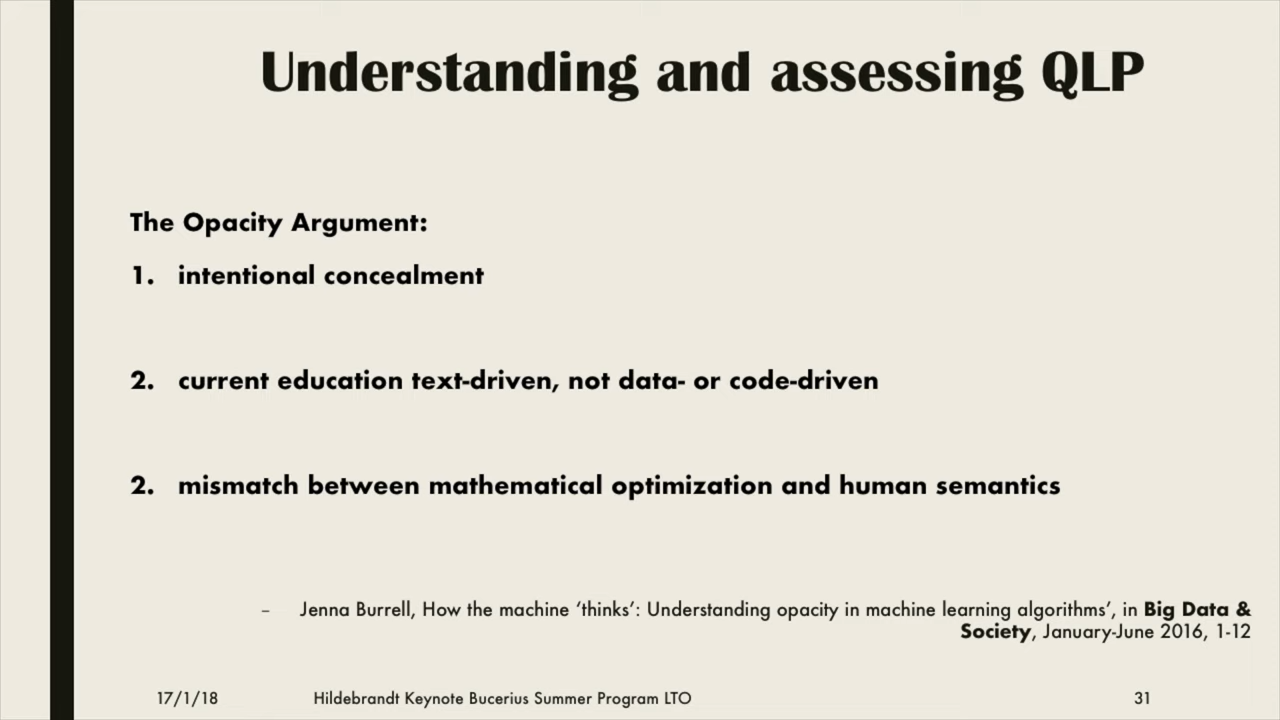 Understanding and assessing QLP
The Opacity Argument:
1. intentional concealment
2. current education text-driven, not data- or code-driven
2. mismatch between mathematical optimization and human semantics
– Jenna Burrell, How the machine ‘thinks’: Understanding opacity in machine learning algorithms’, in Big Data &
Society, January-June 2016, 1-12
17/1/18 Hildebrandt Keynote Bucerius Summer Program LTO 31